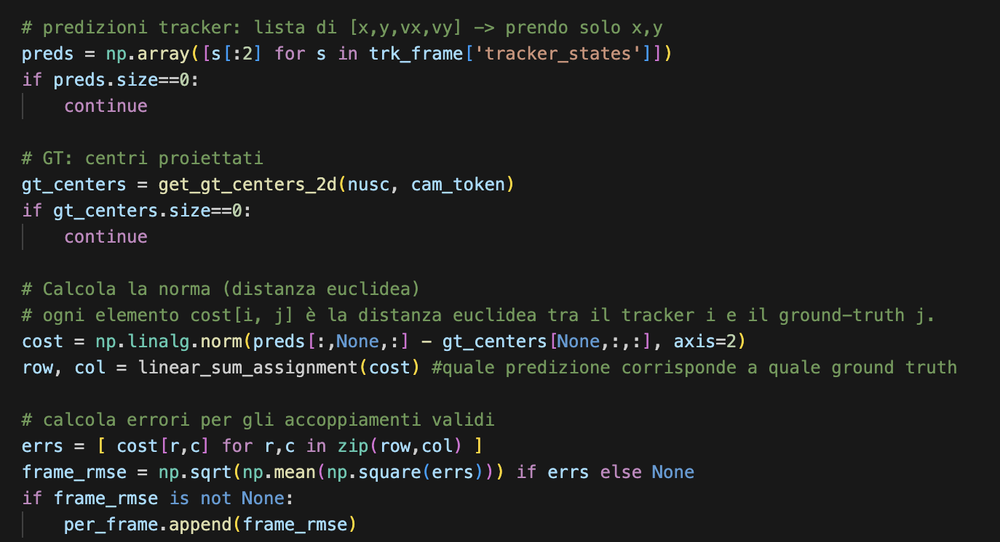 # predizioni tracker: lista di [x,y,vx,vy] -> prendo solo x,y
preds = np.array([s[:2] for s in trk_frame['tracker_states']])
if preds.size==0:
    continue

# GT: centri proiettati
gt_centers = get_gt_centers_2d(nusc, cam_token)
if gt_centers.size==0:
    continue

# Calcola la norma (distanza euclidea)
# ogni elemento cost[i, j] è la distanza euclidea tra il tracker i e il ground-truth j.
cost = np.linalg.norm(preds[:,None,:] - gt_centers[None,:,:], axis=2)
row, col = linear_sum_assignment(cost) #quale predizione corrisponde a quale ground truth

# calcola errori per gli accoppiamenti validi
errs = [ cost[r,c] for r,c in zip(row,col) ]
frame_rmse = np.sqrt(np.mean(np.square(errs))) if errs else None
if frame_rmse is not None:
    per_frame.append(frame_rmse)